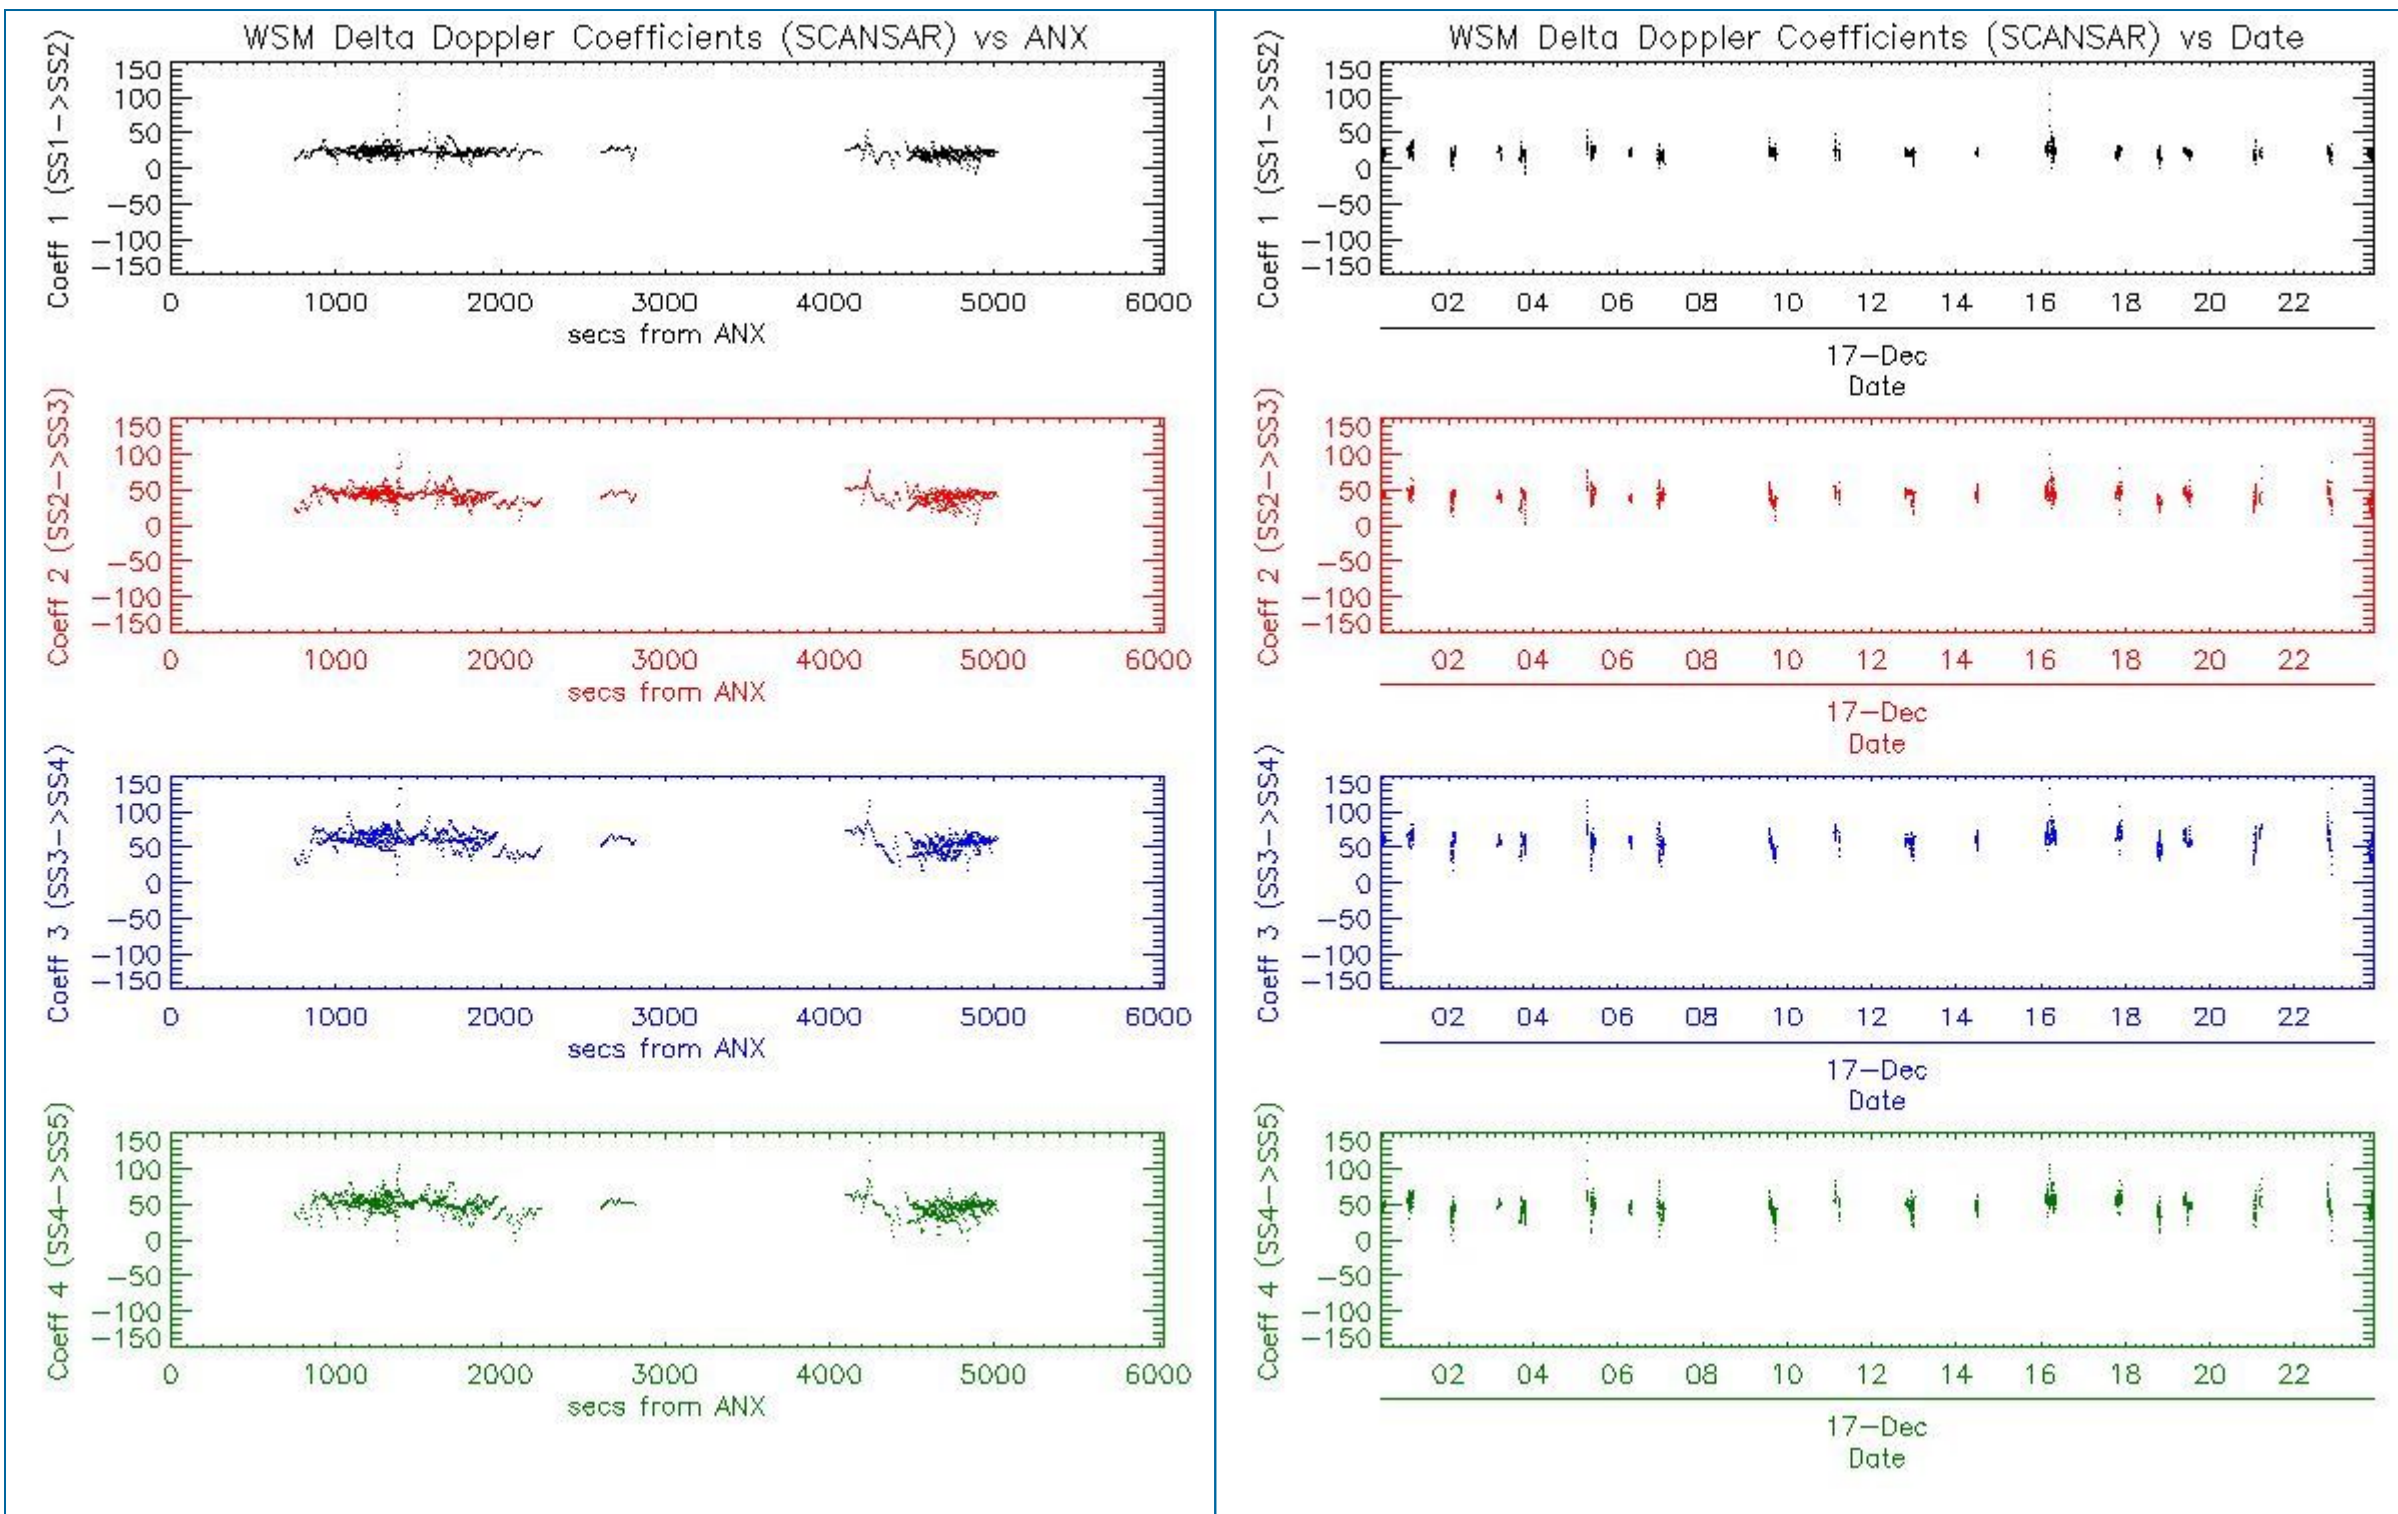 WSM Delta Doppler Coefficients (SCANSAR) vs ANX
Coeff 1 (SS1->SS2)
150
100
50
0
-50
-100
-150
0 1000 2000 3000 4000 5000 6000
secs from ANX
Coeff 2 (SS2->SS3)
150
100
50
0
-50
-100
-150
0 1000 2000 3000 4000 5000 6000
secs from ANX
Coeff 3 (SS3->SS4)
150
100
50
0
-50
-100
-150
0 1000 2000 3000 4000 5000 6000
secs from ANX
Coeff 4 (SS4->SS5)
150
100
50
0
-50
-100
-150
0 1000 2000 3000 4000 5000 6000
secs from ANX
WSM Delta Doppler Coefficients (SCANSAR) vs Date
Coeff 1 (SS1->SS2)
150
100
50
0
-50
-100
-150
02 04 06 08 10 12 14 16 18 20 22
17-Dec
Date
Coeff 2 (SS2->SS3)
150
100
50
0
-50
-100
-150
02 04 06 08 10 12 14 16 18 20 22
17-Dec
Date
Coeff 3 (SS3->SS4)
150
100
50
0
-50
-100
-150
02 04 06 08 10 12 14 16 18 20 22
17-Dec
Date
Coeff 4 (SS4->SS5)
150
100
50
0
-50
-100
-150
02 04 06 08 10 12 14 16 18 20 22
17-Dec
Date